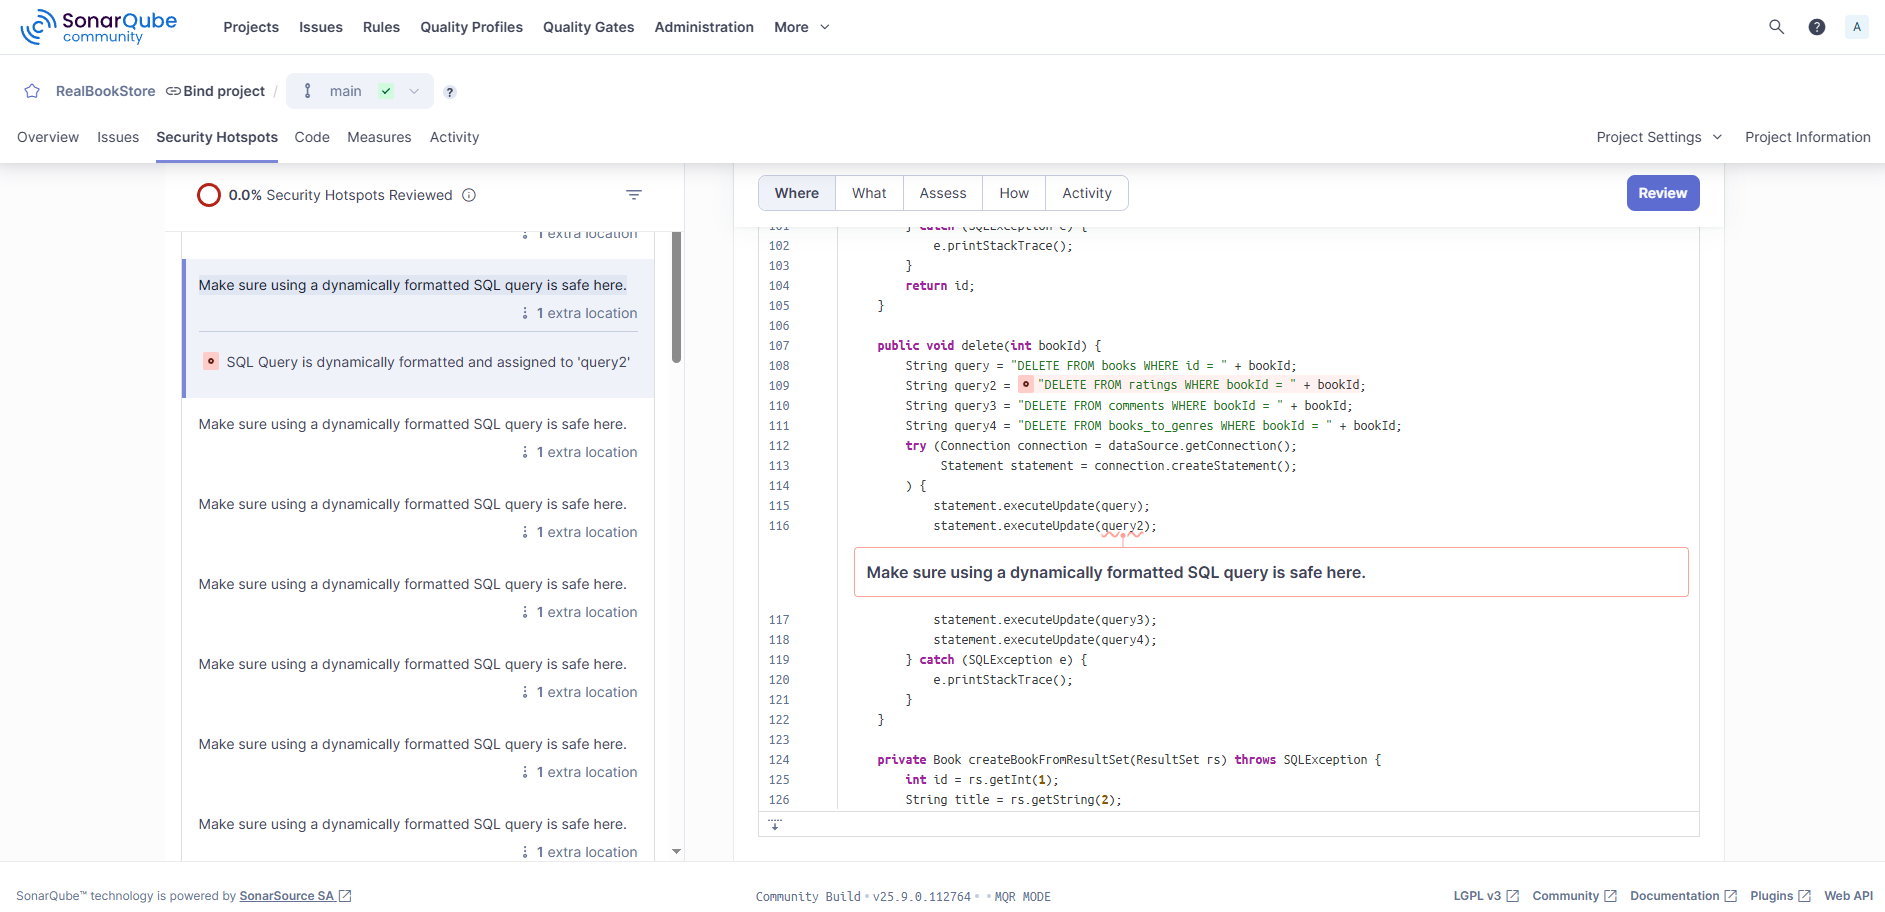 SonarQube community
Projects Issues Rules Quality Profiles Quality Gates Administration More
? A
RealBookStore Bind project / main ?
Overview Issues Security Hotspots Code Measures Activity Project Settings Project Information
0.0% Security Hotspots Reviewed
1 extra location
Make sure using a dynamically formatted SQL query is safe here.
1 extra location
SQL Query is dynamically formatted and assigned to 'query2'
Make sure using a dynamically formatted SQL query is safe here.
1 extra location
Make sure using a dynamically formatted SQL query is safe here.
1 extra location
Make sure using a dynamically formatted SQL query is safe here.
1 extra location
Make sure using a dynamically formatted SQL query is safe here.
1 extra location
Make sure using a dynamically formatted SQL query is safe here.
1 extra location
Make sure using a dynamically formatted SQL query is safe here.
1 extra location
Where What Assess How Activity Review
101 } catch (SQLException e) {
102 e.printStackTrace();
103 }
104 return id;
105 }
106
107 public void delete(int bookId) {
108 String query = "DELETE FROM books WHERE id = " + bookId;
109 String query2 = "DELETE FROM ratings WHERE bookId = " + bookId;
110 String query3 = "DELETE FROM comments WHERE bookId = " + bookId;
111 String query4 = "DELETE FROM books_to_genres WHERE bookId = " + bookId;
112 try (Connection connection = dataSource.getConnection();
113 Statement statement = connection.createStatement();
114 ) {
115 statement.executeUpdate(query);
116 statement.executeUpdate(query2);
Make sure using a dynamically formatted SQL query is safe here.
117 statement.executeUpdate(query3);
118 statement.executeUpdate(query4);
119 } catch (SQLException e) {
120 e.printStackTrace();
121 }
122 }
123
124 private Book createBookFromResultSet(ResultSet rs) throws SQLException {
125 int id = rs.getInt(1);
126 String title = rs.getString(2);
SonarQube™ technology is powered by SonarSource SA
Community Build • v25.9.0.112764 • • MQR MODE
LGPL v3 Community Documentation Plugins Web API